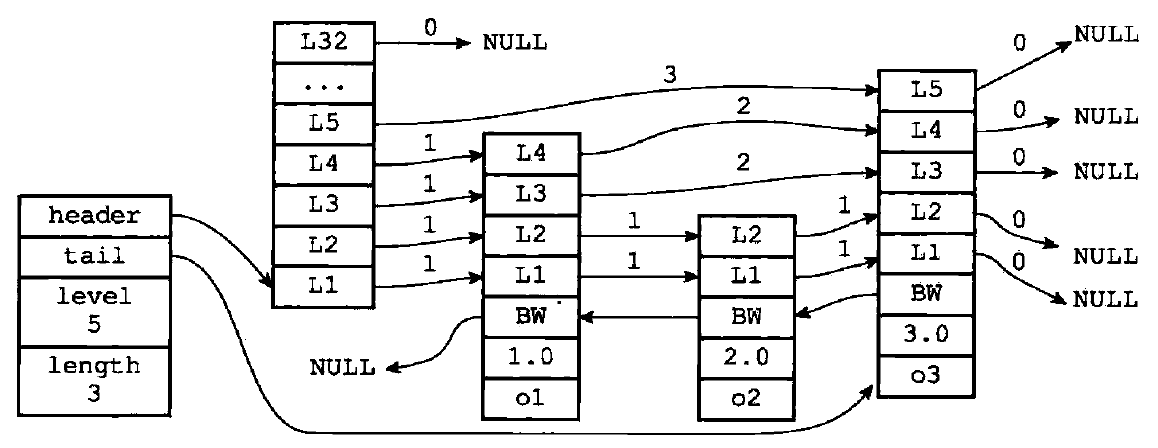 header
tail
level
5
length
3
L32
...
L5
L4
L3
L2
L1
0
NULL
3
1
1
1
1
L4
L3
L2
L1
BW
1.0
o1
NULL
2
2
1
1
L2
L1
BW
2.0
o2
1
1
L5
L4
L3
L2
L1
BW
3.0
o3
0
NULL
0
NULL
0
NULL
0
NULL
0
NULL